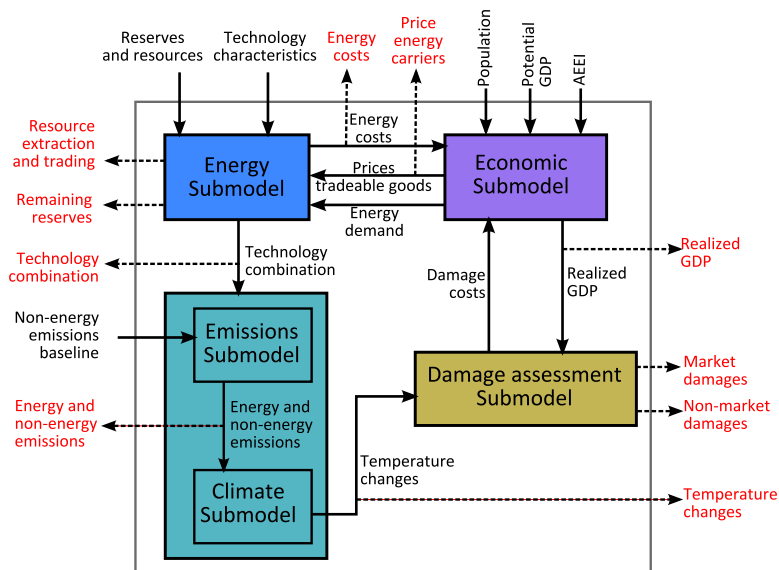 Reserves
and resources
Technology
characteristics
Energy
costs
Price
energy
carriers
Population
Potential
GDP
AEEI
Resource
extraction
and trading
Remaining
reserves
Energy
Submodel
Energy
costs
Prices
tradeable goods
Energy
demand
Economic
Submodel
Technology
combination
Technology
combination
Damage
costs
Realized
GDP
Realized
GDP
Non-energy
emissions
baseline
Emissions
Submodel
Damage assessment
Submodel
Market
damages
Non-market
damages
Energy and
non-energy
emissions
Energy and
non-energy
emissions
Climate
Submodel
Temperature
changes
Temperature
changes